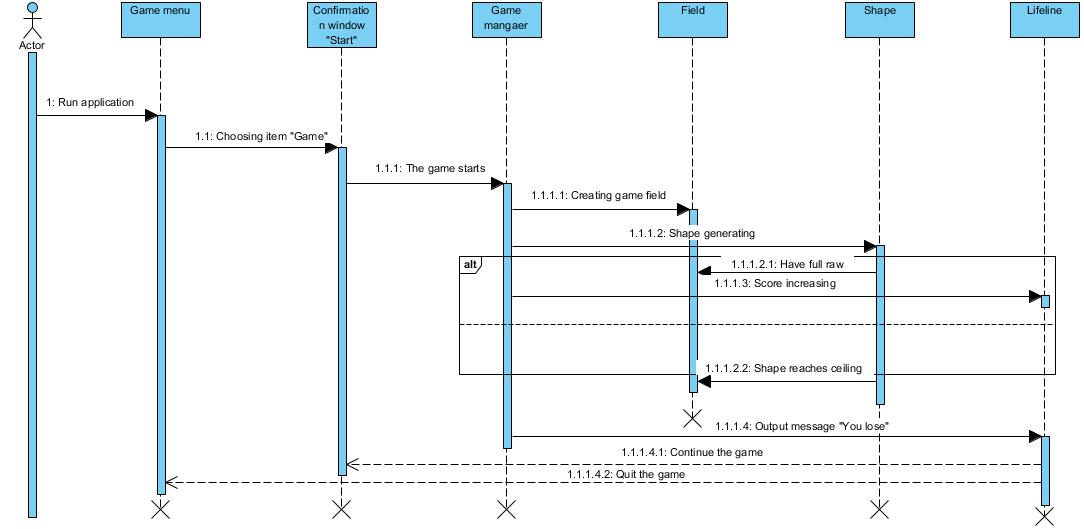 Game menu
Confirmatio
n window
"Start"
Game
mangaer
Field
Shape
Lifeline
Actor
1: Run application
1.1: Choosing item "Game"
1.1.1: The game starts
1.1.1.1: Creating game field
1.1.1.2: Shape generating
alt
1.1.1.2.1: Have full raw
1.1.1.3: Score increasing
1.1.1.2.2: Shape reaches ceiling
1.1.1.4: Output message "You lose"
1.1.1.4.1: Continue the game
1.1.1.4.2: Quit the game